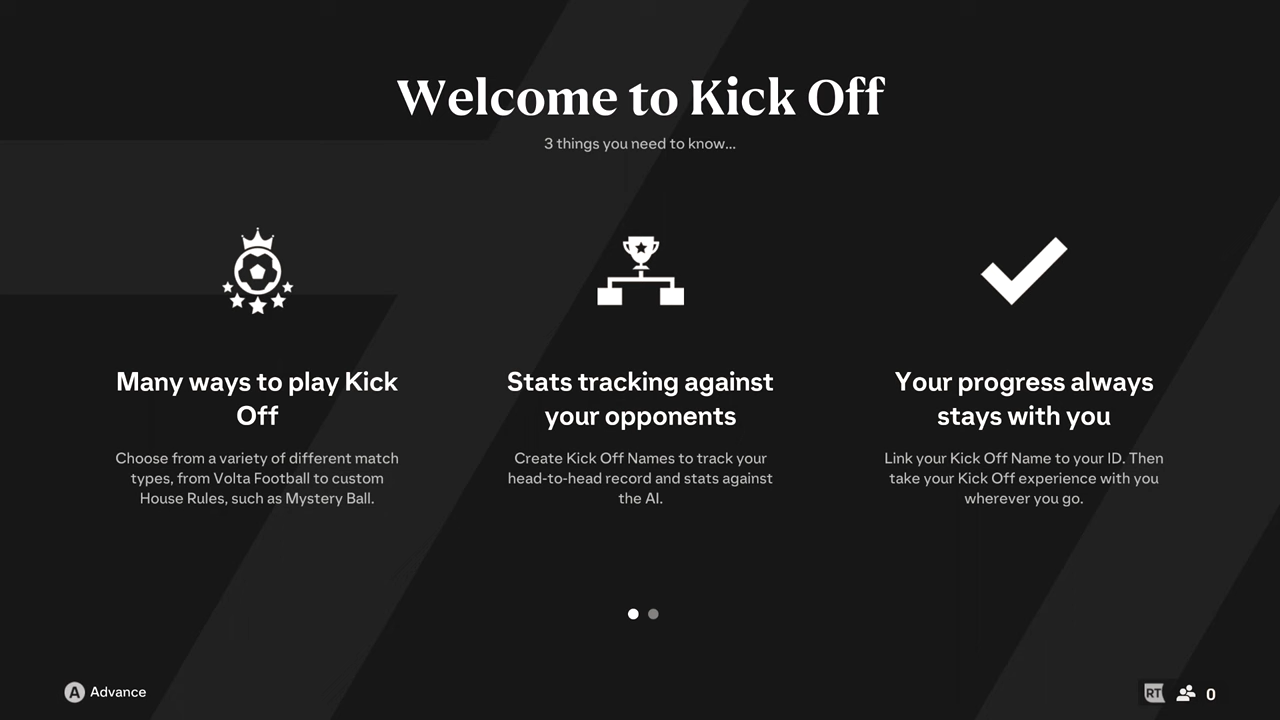 Welcome to Kick Off
3 things you need to know...
Many ways to play Kick
Off
Choose from a variety of different match
types, from Volta Football to custom
House Rules, such as Mystery Ball.
Stats tracking against
your opponents
Create Kick Off Names to track your
head-to-head record and stats against
the AI.
Your progress always
stays with you
Link your Kick Off Name to your ID. Then
take your Kick Off experience with you
wherever you go.
A Advance
RT 0